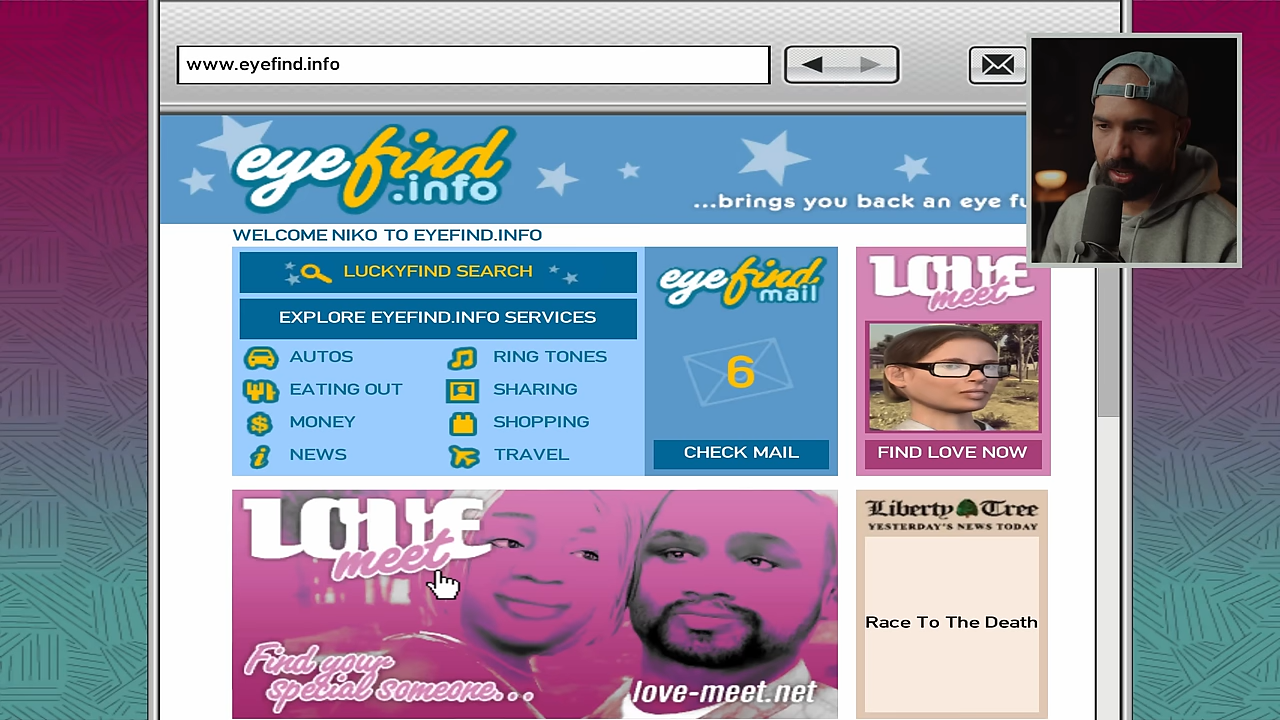 www.eyefind.info
eyefind
.info
...brings you back an eye fu
WELCOME NIKO TO EYEFIND.INFO
LUCKYFIND SEARCH
EXPLORE EYEFIND.INFO SERVICES
AUTOS
RING TONES
EATING OUT
SHARING
MONEY
SHOPPING
NEWS
TRAVEL
eyefind
mail
6
CHECK MAIL
LOVE
meet
FIND LOVE NOW
LOVE
meet
Find your
special someone...
love-meet.net
Liberty Tree
YESTERDAY'S NEWS TODAY
Race To The Death